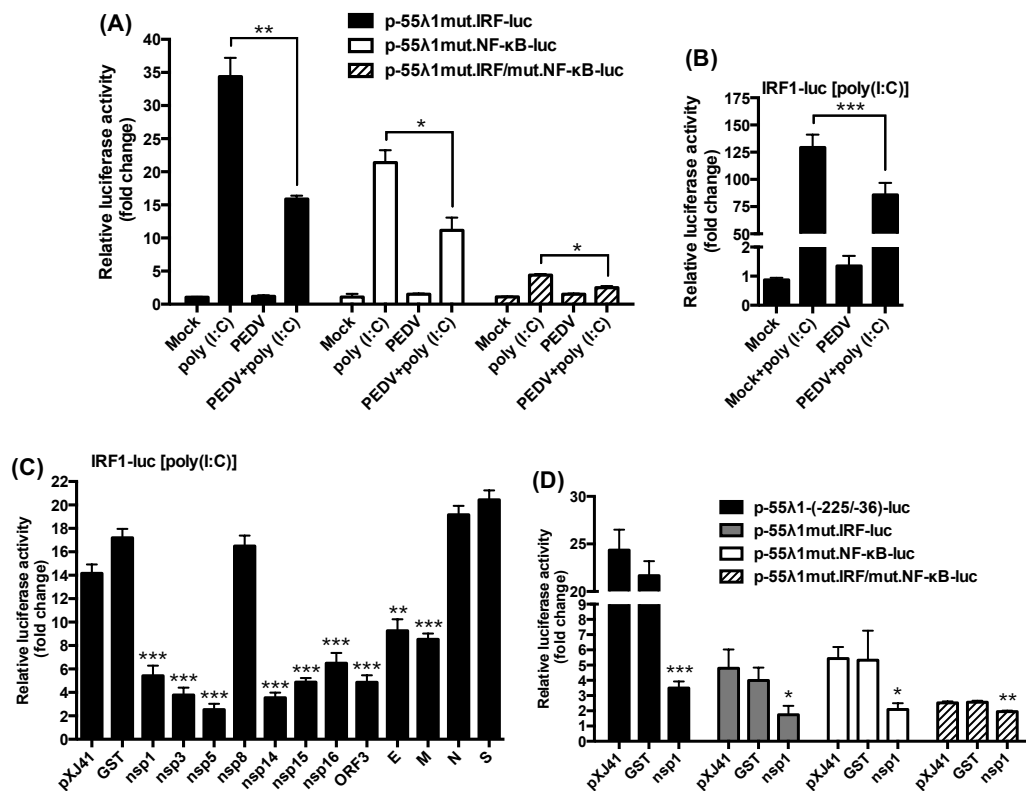 (A)
p-55λ1mut.IRF-luc
p-55λ1mut.NF-κB-luc
p-55λ1mut.IRF/mut.NF-κB-luc
Relative luciferase activity
(fold change)
40
35
30
25
20
15
10
5
0
**
*
*
Mock
poly (I:C)
PEDV
PEDV+poly (I:C)
Mock
poly (I:C)
PEDV
PEDV+poly (I:C)
Mock
poly (I:C)
PEDV
PEDV+poly (I:C)
(B)
IRF1-luc [poly(I:C)]
Relative luciferase activity
(fold change)
175
150
125
100
75
50
2
1
0
***
Mock
Mock+poly (I:C)
PEDV
PEDV+poly (I:C)
(C)
IRF1-luc [poly(I:C)]
Relative luciferase activity
(fold change)
22
20
18
16
14
12
10
8
6
4
2
0
***
***
***
***
***
***
***
**
***
pXJ41
GST
nsp1
nsp3
nsp5
nsp8
nsp14
nsp15
nsp16
ORF3
E
M
N
S
(D)
p-55λ1-(-225/-36)-luc
p-55λ1mut.IRF-luc
p-55λ1mut.NF-κB-luc
p-55λ1mut.IRF/mut.NF-κB-luc
Relative luciferase activity
(fold change)
30
25
20
9
8
7
6
5
4
3
2
1
0
***
*
*
**
pXJ41
GST
nsp1
pXJ41
GST
nsp1
pXJ41
GST
nsp1
pXJ41
GST
nsp1